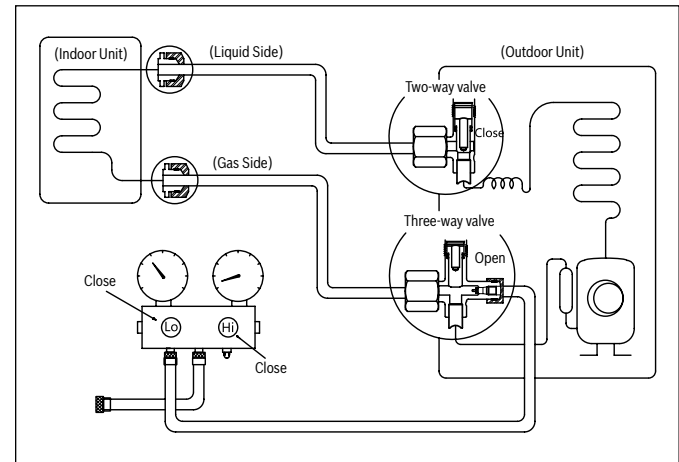 (Indoor Unit)
(Liquid Side)
(Outdoor Unit)
Two-way valve
Close
(Gas Side)
Three-way valve
Open
Close
Lo
Hi
Close